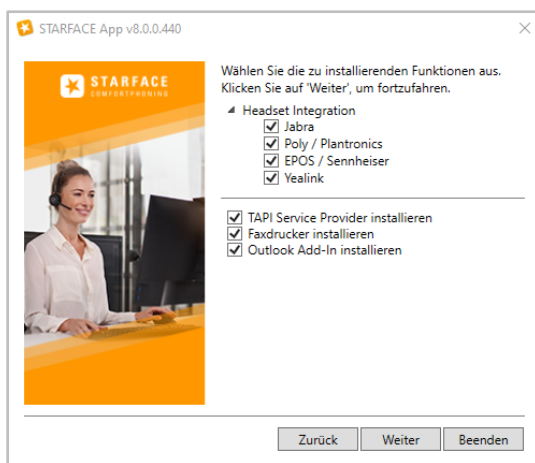 STARFACE App v8.0.0.440
STARFACE
COMFORTPHONING
Wählen Sie die zu installierenden Funktionen aus.
Klicken Sie auf 'Weiter', um fortzufahren.
Headset Integration
Jabra
Poly / Plantronics
EPOS / Sennheiser
Yealink
TAPI Service Provider installieren
Faxdrucker installieren
Outlook Add-In installieren
Zurück
Weiter
Beenden